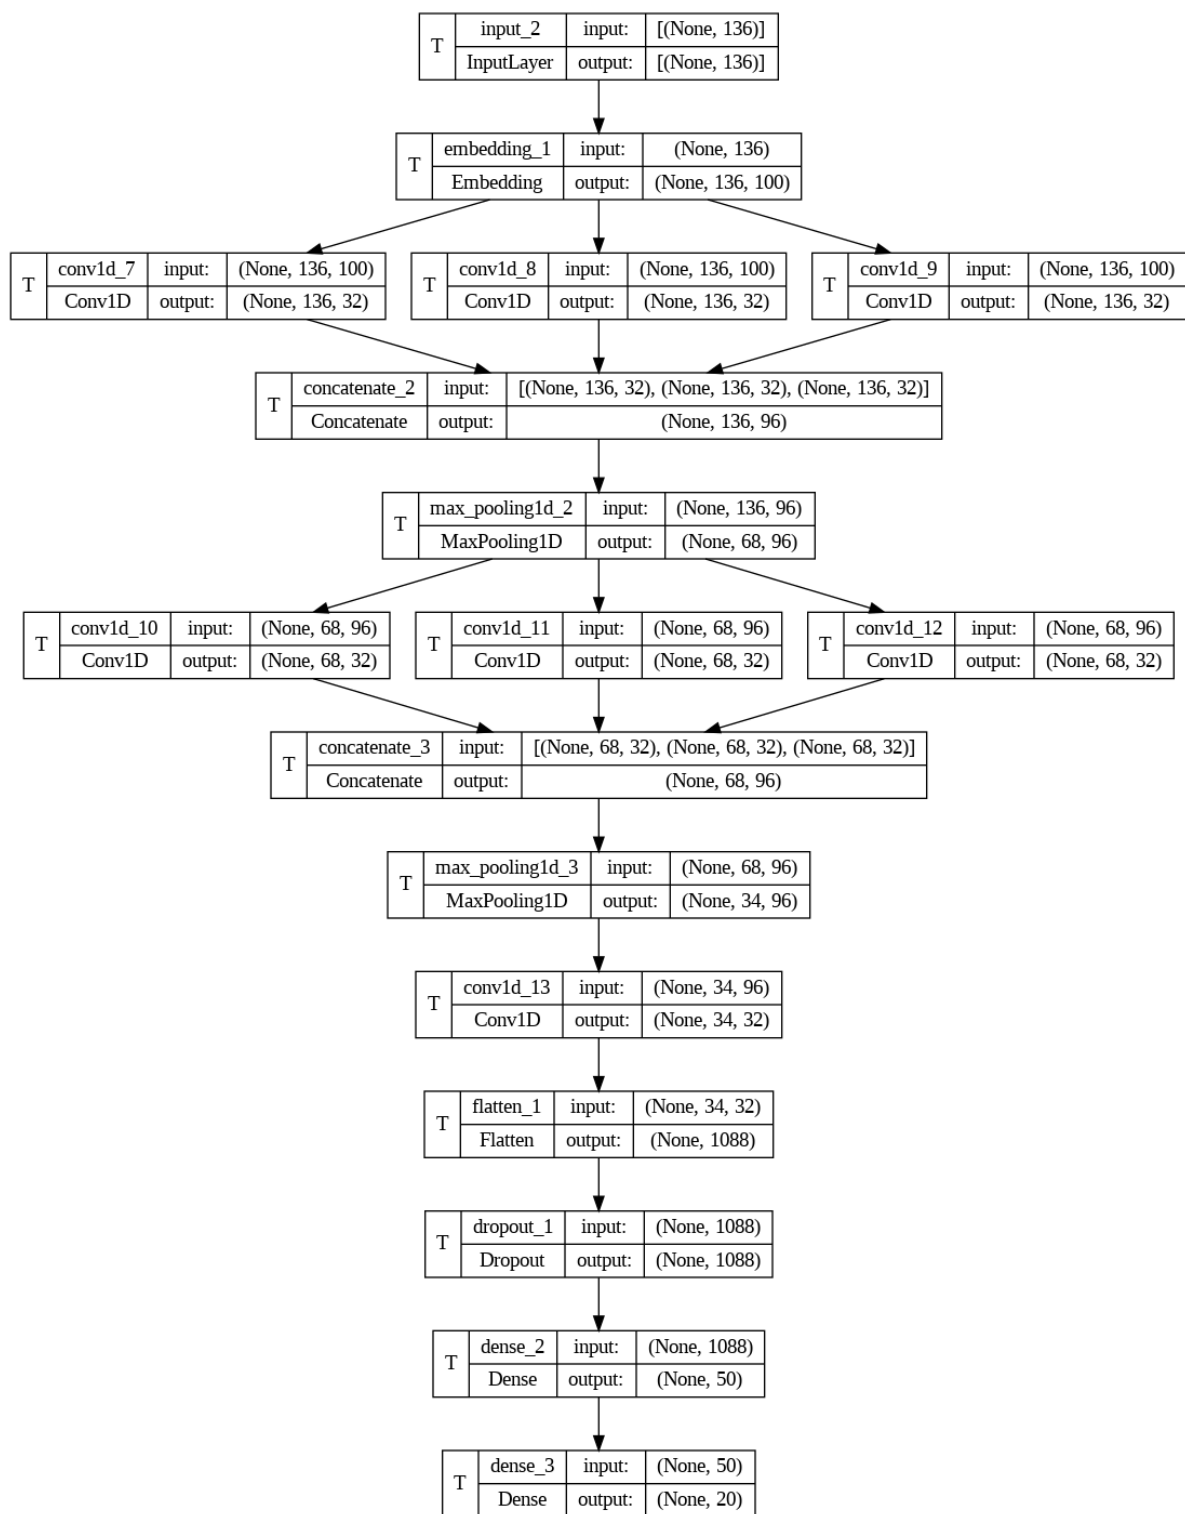 T input_2 input: [(None, 136)]
InputLayer output: [(None, 136)]
T embedding_1 input: (None, 136)
Embedding output: (None, 136, 100)
T conv1d_7 input: (None, 136, 100)
Conv1D output: (None, 136, 32)
T conv1d_8 input: (None, 136, 100)
Conv1D output: (None, 136, 32)
T conv1d_9 input: (None, 136, 100)
Conv1D output: (None, 136, 32)
T concatenate_2 input: [(None, 136, 32), (None, 136, 32), (None, 136, 32)]
Concatenate output: (None, 136, 96)
T max_pooling1d_2 input: (None, 136, 96)
MaxPooling1D output: (None, 68, 96)
T conv1d_10 input: (None, 68, 96)
Conv1D output: (None, 68, 32)
T conv1d_11 input: (None, 68, 96)
Conv1D output: (None, 68, 32)
T conv1d_12 input: (None, 68, 96)
Conv1D output: (None, 68, 32)
T concatenate_3 input: [(None, 68, 32), (None, 68, 32), (None, 68, 32)]
Concatenate output: (None, 68, 96)
T max_pooling1d_3 input: (None, 68, 96)
MaxPooling1D output: (None, 34, 96)
T conv1d_13 input: (None, 34, 96)
Conv1D output: (None, 34, 32)
T flatten_1 input: (None, 34, 32)
Flatten output: (None, 1088)
T dropout_1 input: (None, 1088)
Dropout output: (None, 1088)
T dense_2 input: (None, 1088)
Dense output: (None, 50)
T dense_3 input: (None, 50)
Dense output: (None, 20)